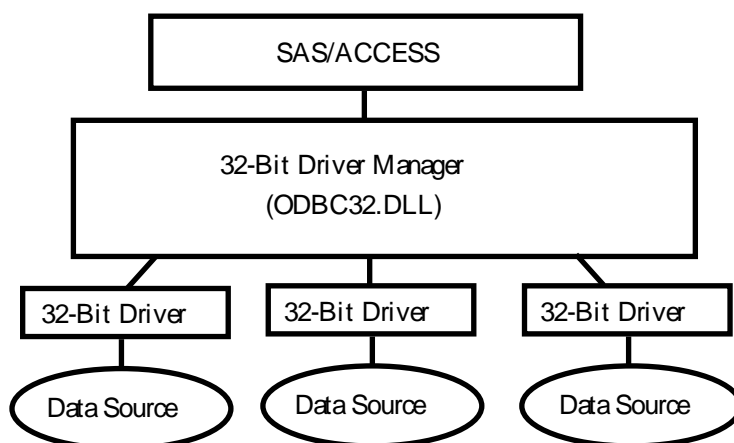 SAS/ACCESS
32-Bit Driver Manager
(ODBC32.DLL)
32-Bit Driver
32-Bit Driver
32-Bit Driver
Data Source
Data Source
Data Source